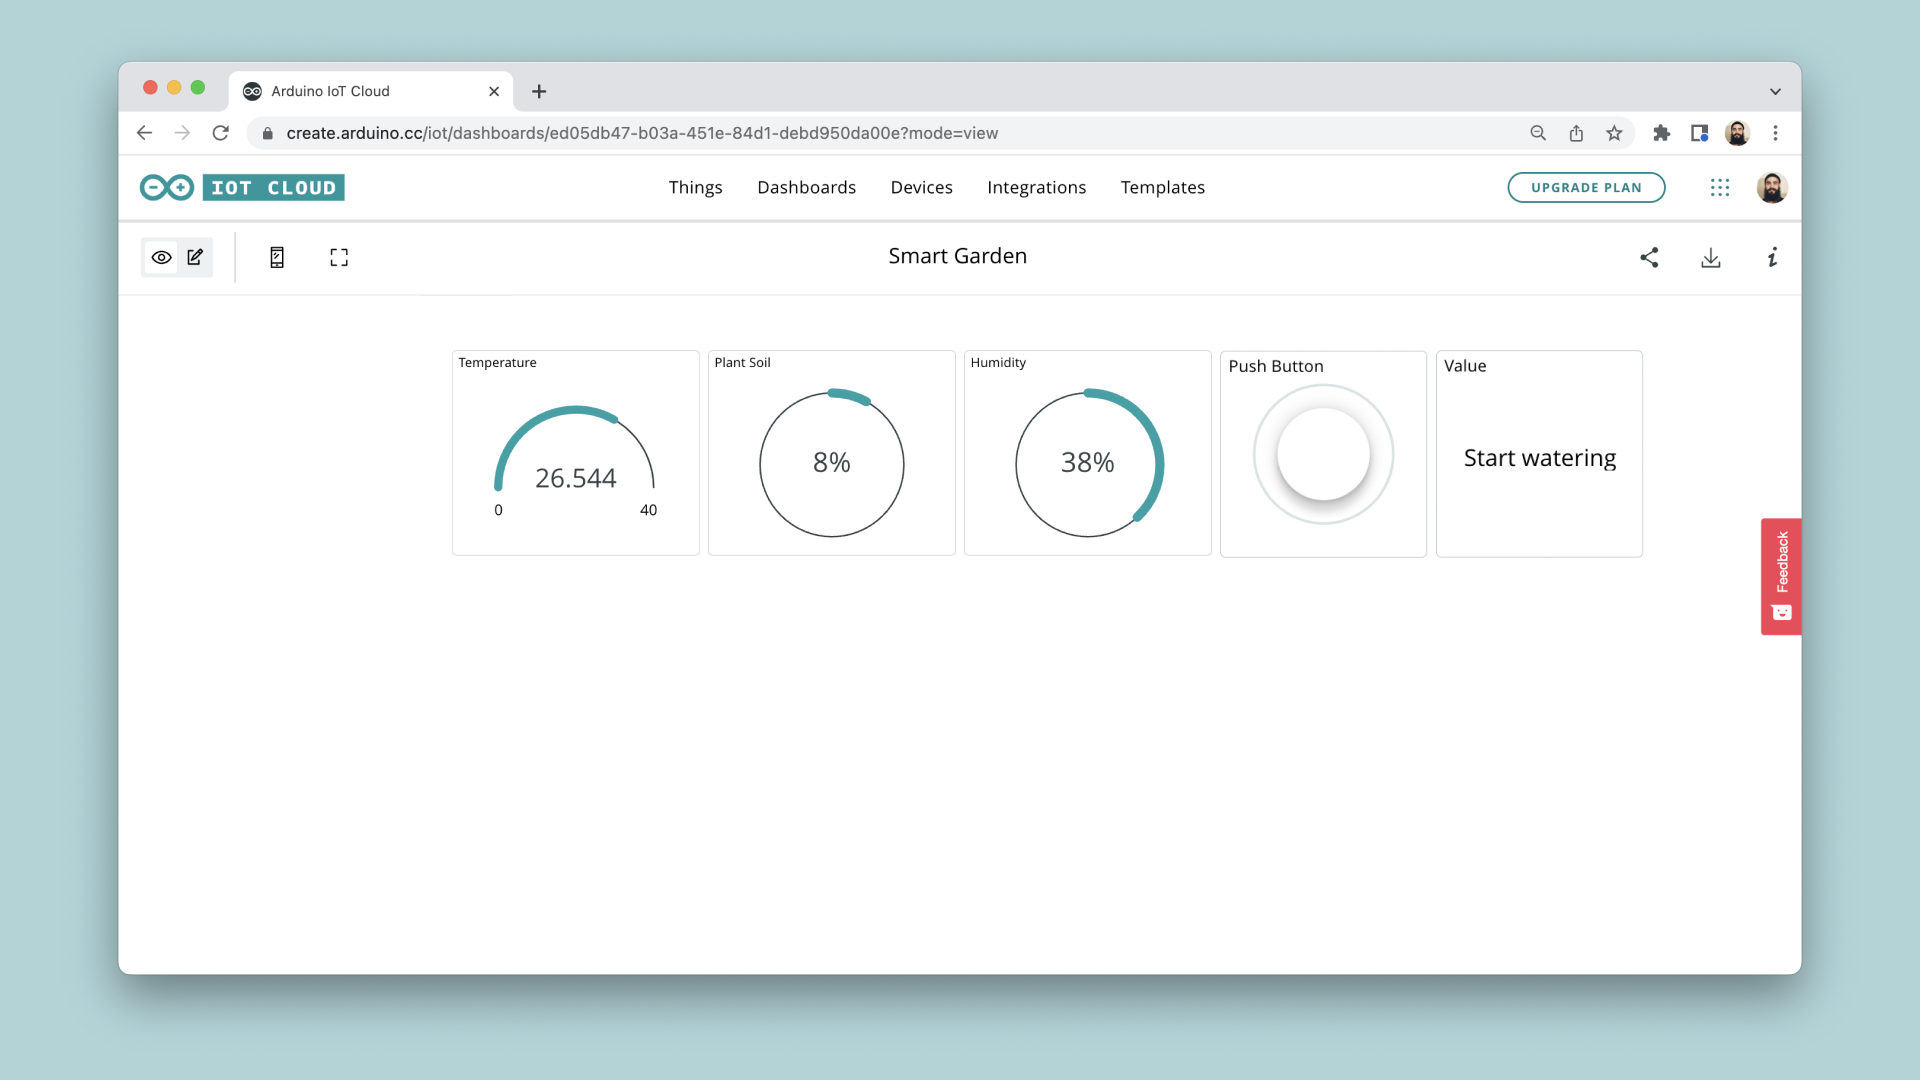 Arduino IoT Cloud
create.arduino.cc/iot/dashboards/ed05db47-b03a-451e-84d1-debd950da00e?mode=view
IOT CLOUD
Things Dashboards Devices Integrations Templates
UPGRADE PLAN
Smart Garden
Temperature
26.544
0 40
Plant Soil
8%
Humidity
38%
Push Button
Value
Start watering
Feedback